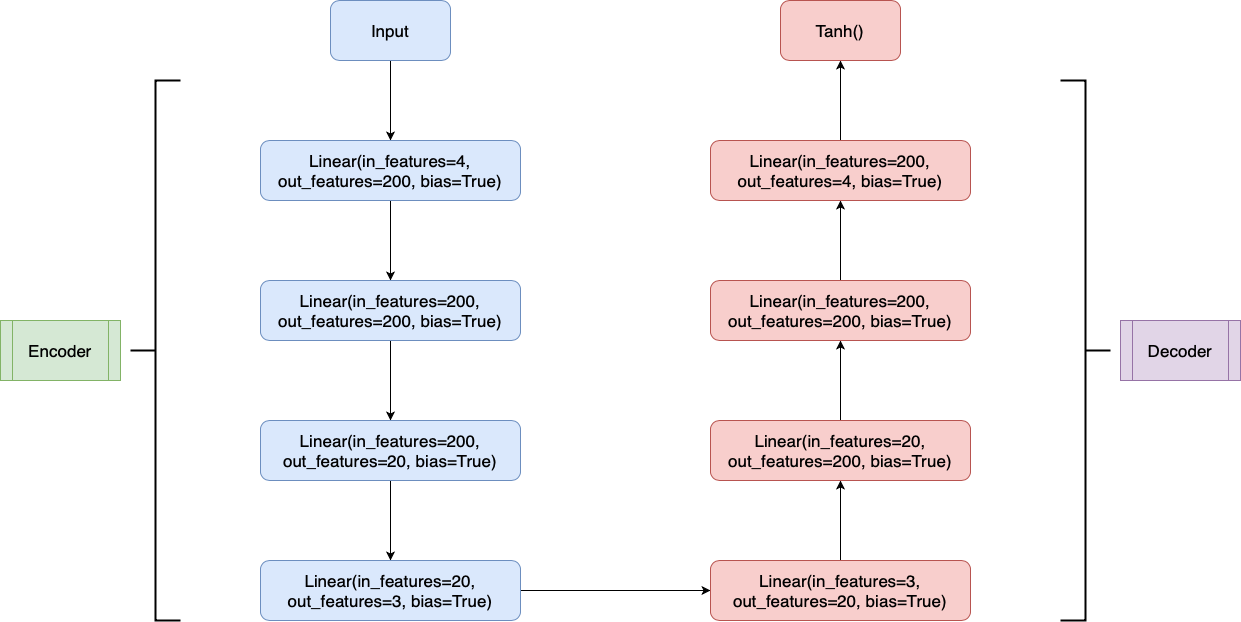 Input
Tanh()
Linear(in_features=4,
out_features=200, bias=True)
Linear(in_features=200,
out_features=4, bias=True)
Linear(in_features=200,
out_features=200, bias=True)
Linear(in_features=200,
out_features=200, bias=True)
Encoder
Decoder
Linear(in_features=200,
out_features=20, bias=True)
Linear(in_features=20,
out_features=200, bias=True)
Linear(in_features=20,
out_features=3, bias=True)
Linear(in_features=3,
out_features=20, bias=True)